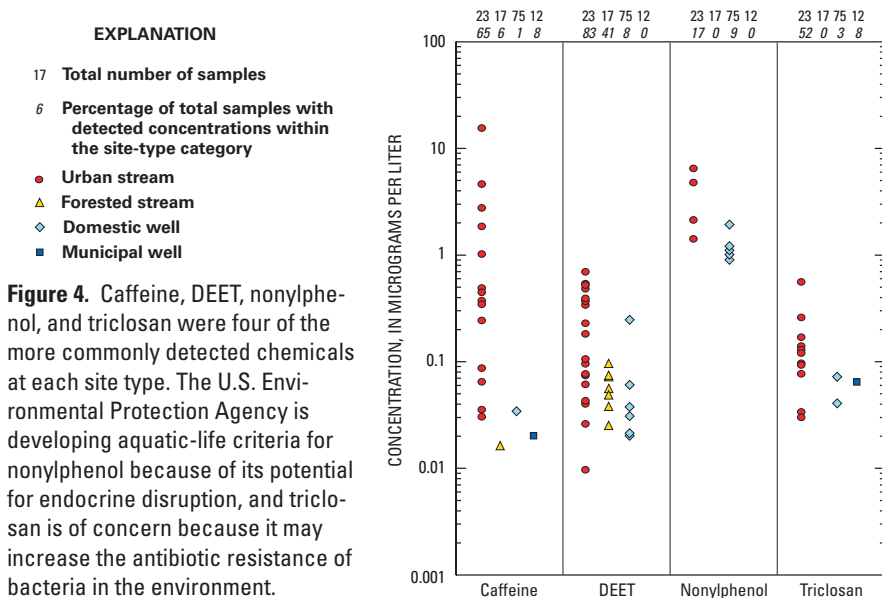 EXPLANATION
17 Total number of samples
6 Percentage of total samples with
detected concentrations within
the site-type category
Urban stream
Forested stream
Domestic well
Municipal well
Figure 4. Caffeine, DEET, nonylphe-
nol, and triclosan were four of the
more commonly detected chemicals
at each site type. The U.S. Envi-
ronmental Protection Agency is
developing aquatic-life criteria for
nonylphenol because of its potential
for endocrine disruption, and triclo-
san is of concern because it may
increase the antibiotic resistance of
bacteria in the environment.
23 17 75 12 23 17 75 12 23 17 75 12 23 17 75 12
65 6 1 8 83 41 8 0 17 0 9 0 52 0 3 8
CONCENTRATION, IN MICROGRAMS PER LITER
100
10
1
0.1
0.01
0.001
Caffeine DEET Nonylphenol Triclosan